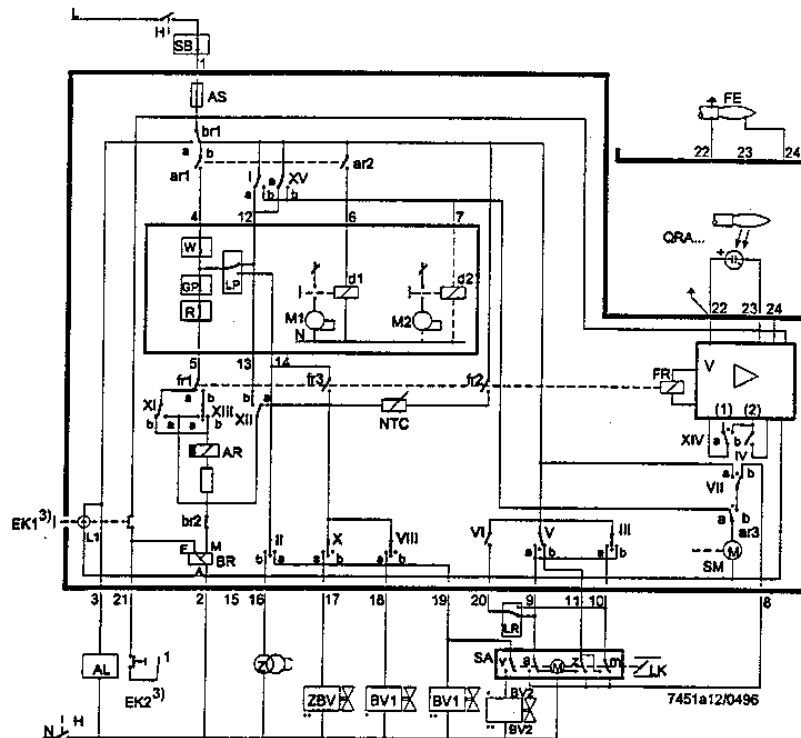 L
H
SB
1
AS
FE
br1
22 23 24
a b
ar1
ar2
I XV
a b a b
4 12 6 7
QRA...
W
LP
GP
d1 d2
R
M1 M2
N
22 23 24
V
5 13 14
fr1 fr3 fr2
FR
a b b a
XI XIII XII
b a a b
NTC
(1) (2)
XIV a b
IV
AR
a b
VII
EK1³⁾
L1
br2
a b
ar3
VI V III
II X VIII
F M
BR
A
M
SM
b a a b a b
a b a b
3 21 2 15 16 17 18 19 20 9 11 10 8
LR
AL
1
Z
SA v a M z m LK
EK2³⁾
ZBV BV1 BV1 BV2
7451a12/0496
BV2
N H